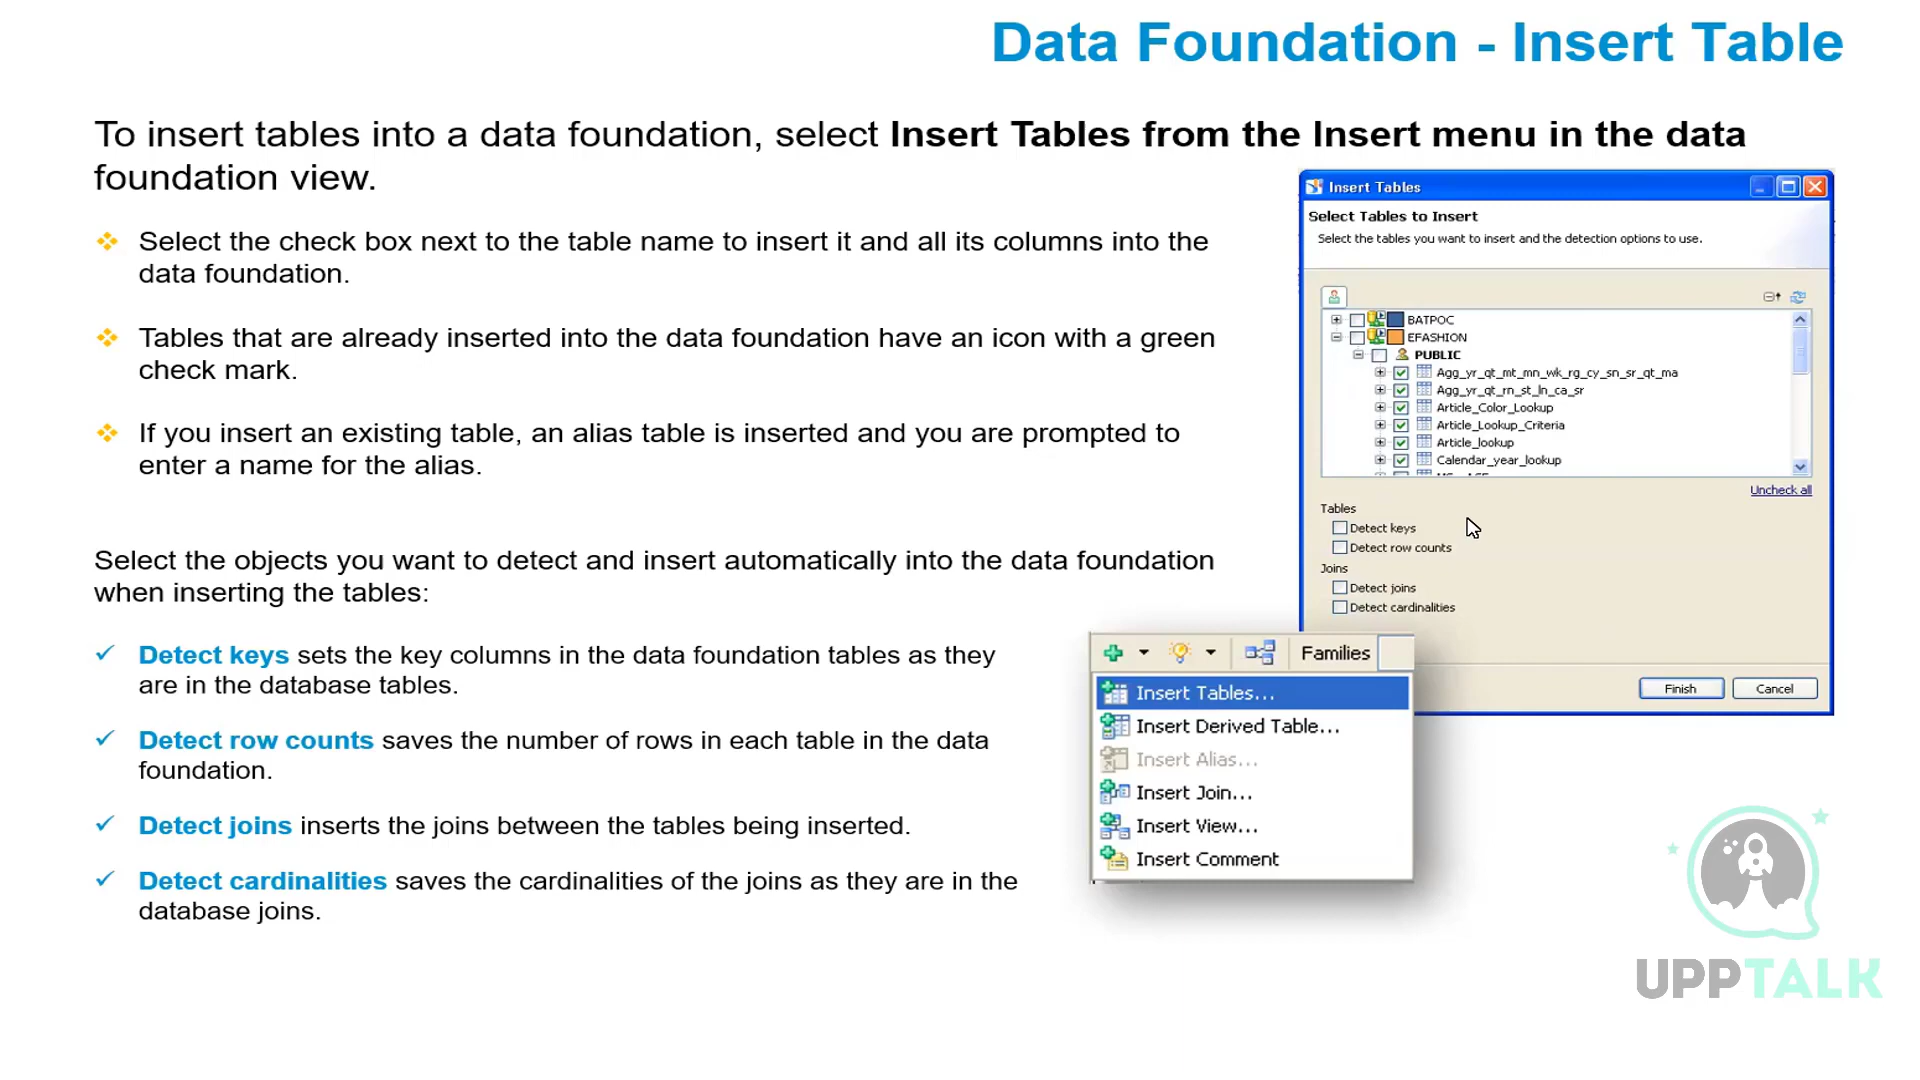 Data Foundation - Insert Table
To insert tables into a data foundation, select Insert Tables from the Insert menu in the data
foundation view.
Select the check box next to the table name to insert it and all its columns into the
data foundation.
Tables that are already inserted into the data foundation have an icon with a green
check mark.
If you insert an existing table, an alias table is inserted and you are prompted to
enter a name for the alias.
Select the objects you want to detect and insert automatically into the data foundation
when inserting the tables:
Detect keys sets the key columns in the data foundation tables as they
are in the database tables.
Detect row counts saves the number of rows in each table in the data
foundation.
Detect joins inserts the joins between the tables being inserted.
Detect cardinalities saves the cardinalities of the joins as they are in the
database joins.
Insert Tables
Select Tables to Insert
Select the tables you want to insert and the detection options to use.
BATPOC
EFASHION
PUBLIC
Agg_yr_qt_mt_mn_wk_rg_cy_sn_sr_qt_ma
Agg_yr_qt_rn_st_ln_ca_sr
Article_Color_Lookup
Article_Lookup_Criteria
Article_lookup
Calendar_year_lookup
Uncheck all
Tables
Detect keys
Detect row counts
Joins
Detect joins
Detect cardinalities
Finish
Cancel
Families
Insert Tables...
Insert Derived Table...
Insert Alias...
Insert Join...
Insert View...
Insert Comment
UPPTALK